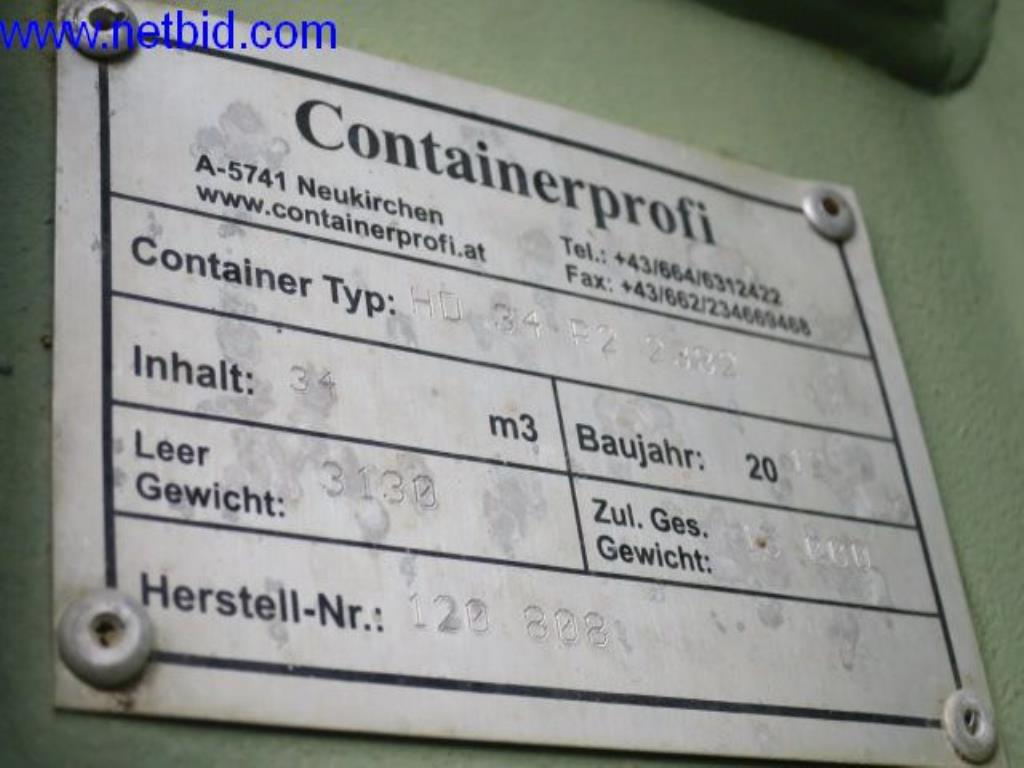 www.netbid.com
Containerprofi
A-5741 Neukirchen
www.containerprofi.at
Tel.: +43/664/6312422
Fax: +43/662/234669468
Container Typ: HD 34 P2
Inhalt: 34 m3
Baujahr: 20
Leer
Gewicht: 3130
Zul. Ges.
Gewicht:
Herstell-Nr.: 120 808